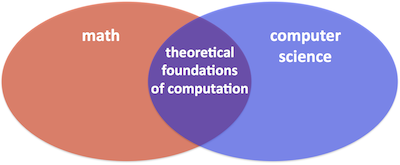 math
theoretical
foundations
of computation
computer
science